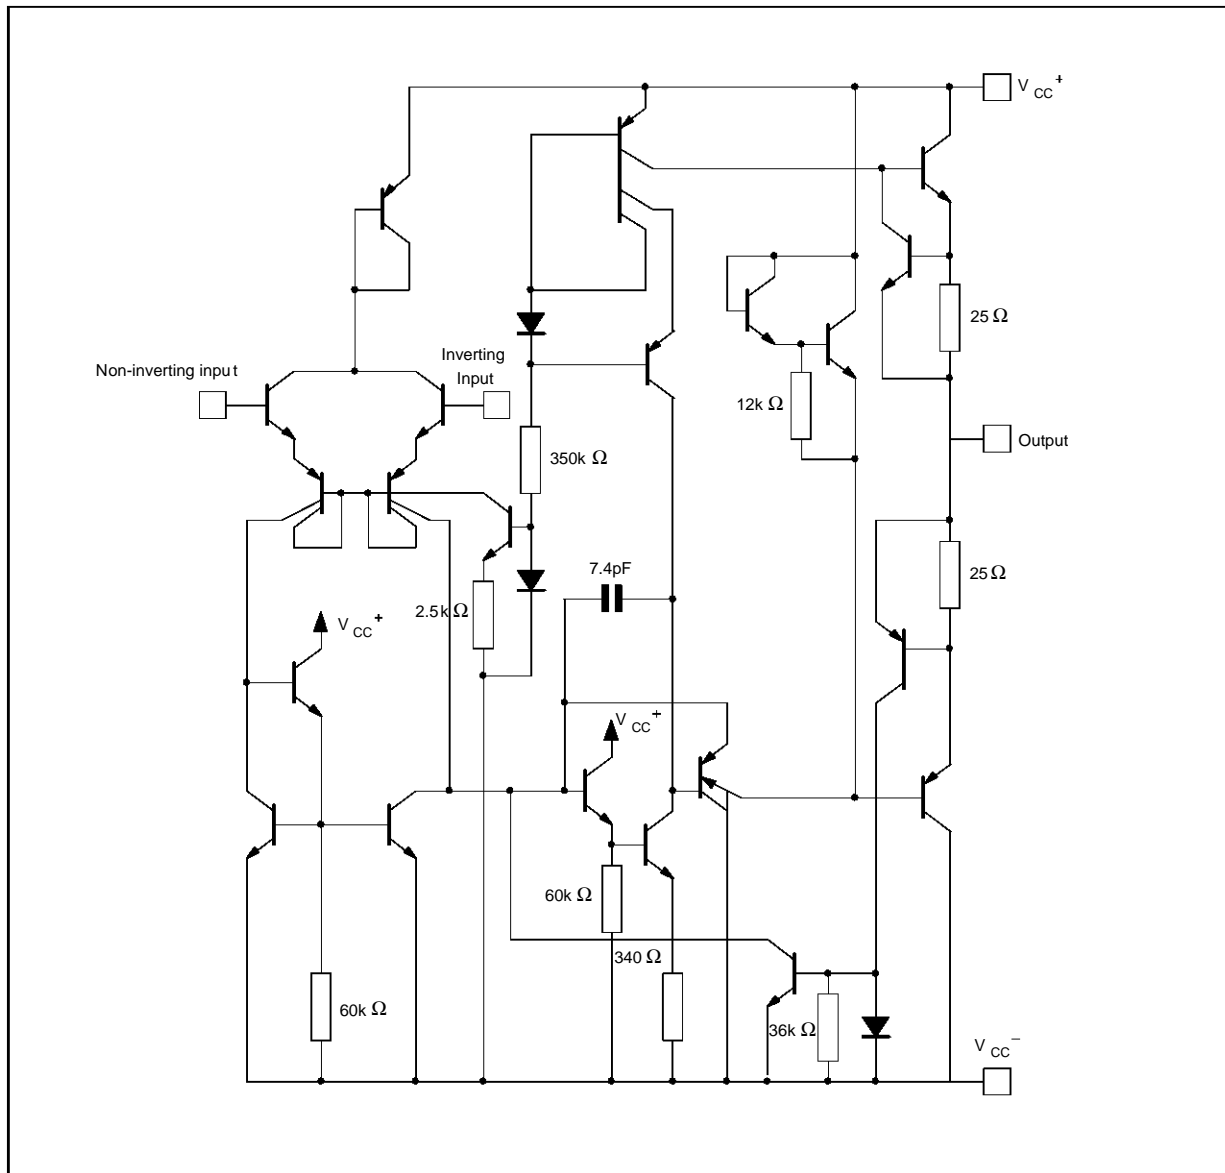 V CC +
Non-inverting input
Inverting
Input
25 Ω
12k Ω
Output
350k Ω
7.4pF
25 Ω
2.5k Ω
V CC +
V CC +
60k Ω
340 Ω
60k Ω
36k Ω
V CC −